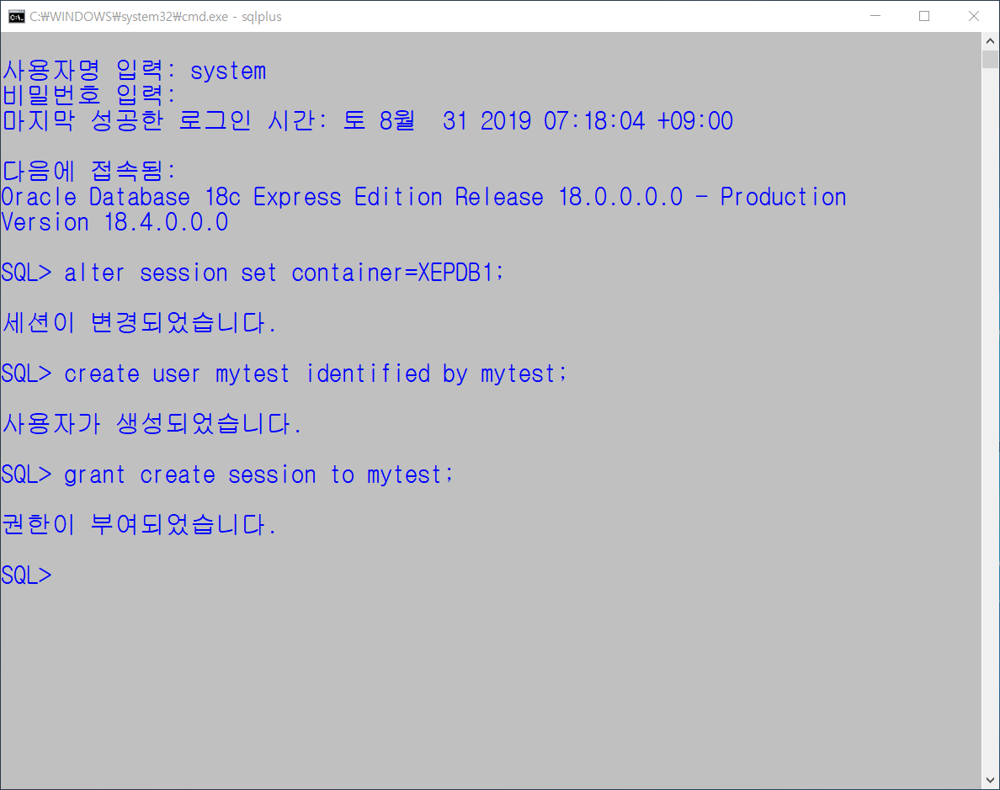 C:₩WINDOWS₩system32₩cmd.exe - sqlplus
사용자명 입력: system
비밀번호 입력:
마지막 성공한 로그인 시간: 토 8월  31 2019 07:18:04 +09:00
다음에 접속됨:
Oracle Database 18c Express Edition Release 18.0.0.0.0 - Production
Version 18.4.0.0.0
SQL> alter session set container=XEPDB1;
세션이 변경되었습니다.
SQL> create user mytest identified by mytest;
사용자가 생성되었습니다.
SQL> grant create session to mytest;
권한이 부여되었습니다.
SQL>